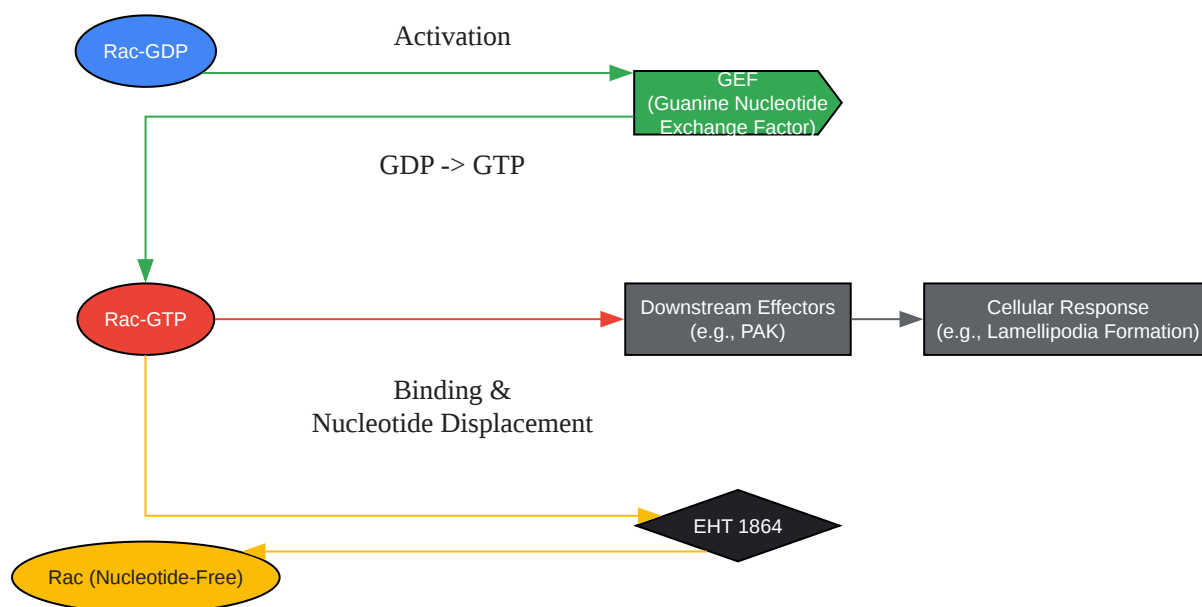 Rac-GDP
Activation
GEF
(Guanine Nucleotide
Exchange Factor)
GDP -> GTP
Rac-GTP
Downstream Effectors
(e.g., PAK)
Cellular Response
(e.g., Lamellipodia Formation)
Binding &
Nucleotide Displacement
EHT 1864
Rac (Nucleotide-Free)